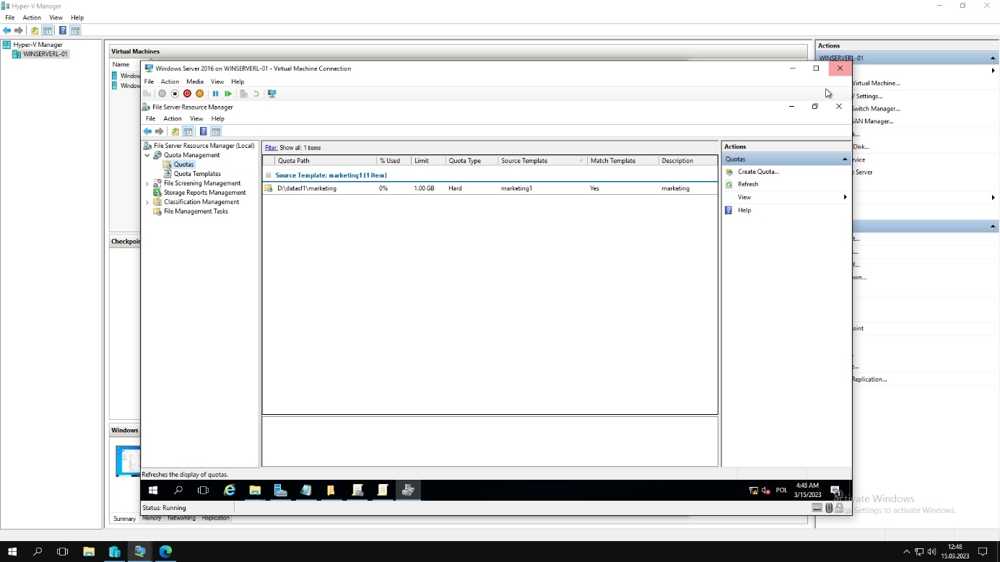 Hyper-V Manager
File Action View Help
Hyper-V Manager
WINSERVERL-01
Virtual Machines
Name
Window
Window
Checkpoin
Windows
Summary Memory Networking Replication
Actions
WINSERVERL-01
Virtual Machine...
Settings...
Switch Manager...
SAN Manager...
Disk...
Server
Replication...
Windows Server 2016 on WINSERVERL-01 - Virtual Machine Connection
File Action Media View Help
File Server Resource Manager
File Action View Help
File Server Resource Manager (Local)
Quota Management
Quotas
Quota Templates
File Screening Management
Storage Reports Management
Classification Management
File Management Tasks
Filter: Show all: 1 items
Quota Path % Used Limit Quota Type Source Template Match Template Description
Source Template: marketing1 (1 item)
D:\datasf1\marketing 0% 1.00 GB Hard marketing1 Yes marketing
Actions
Quotas
Create Quota...
Refresh
View
Help
Refreshes the display of quotas.
POL
4:48 AM
3/15/2023
Status: Running
Activate Windows
Settings to activate Windows.
12:48
15.03.2023